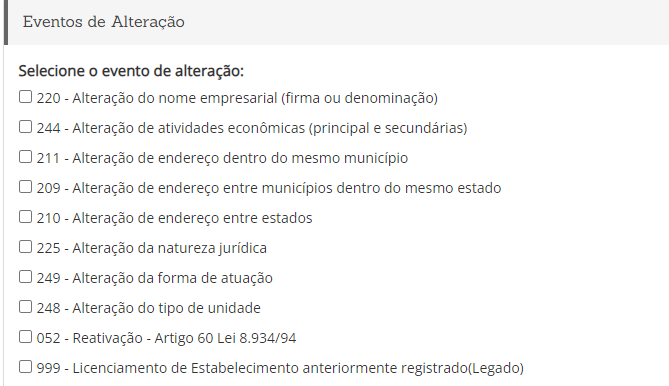 Eventos de Alteração
Selecione o evento de alteração:
220 - Alteração do nome empresarial (firma ou denominação)
244 - Alteração de atividades econômicas (principal e secundárias)
211 - Alteração de endereço dentro do mesmo município
209 - Alteração de endereço entre municípios dentro do mesmo estado
210 - Alteração de endereço entre estados
225 - Alteração da natureza jurídica
249 - Alteração da forma de atuação
248 - Alteração do tipo de unidade
052 - Reativação - Artigo 60 Lei 8.934/94
999 - Licenciamento de Estabelecimento anteriormente registrado(Legado)